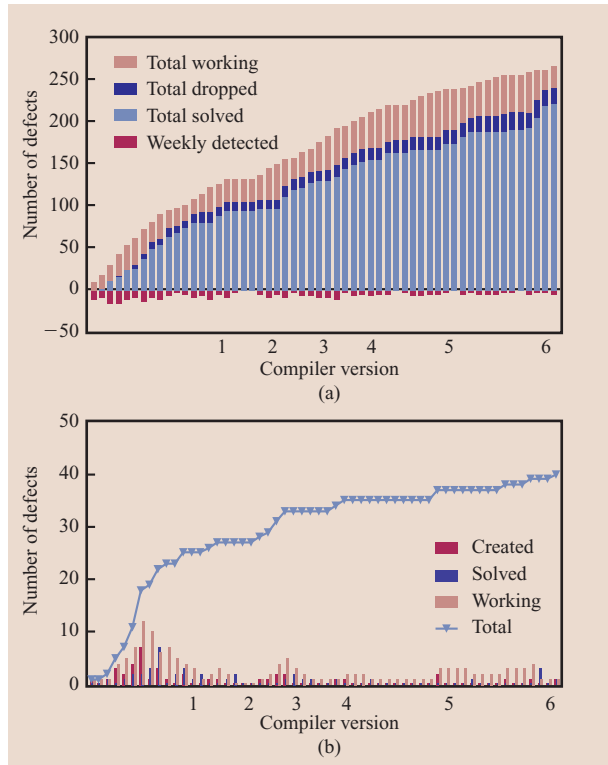 300
250
200
150
100
50
0
−50
Number of defects
Total working
Total dropped
Total solved
Weekly detected
1 2 3 4 5 6
Compiler version
(a)
50
40
30
20
10
0
Number of defects
Created
Solved
Working
Total
1 2 3 4 5 6
Compiler version
(b)